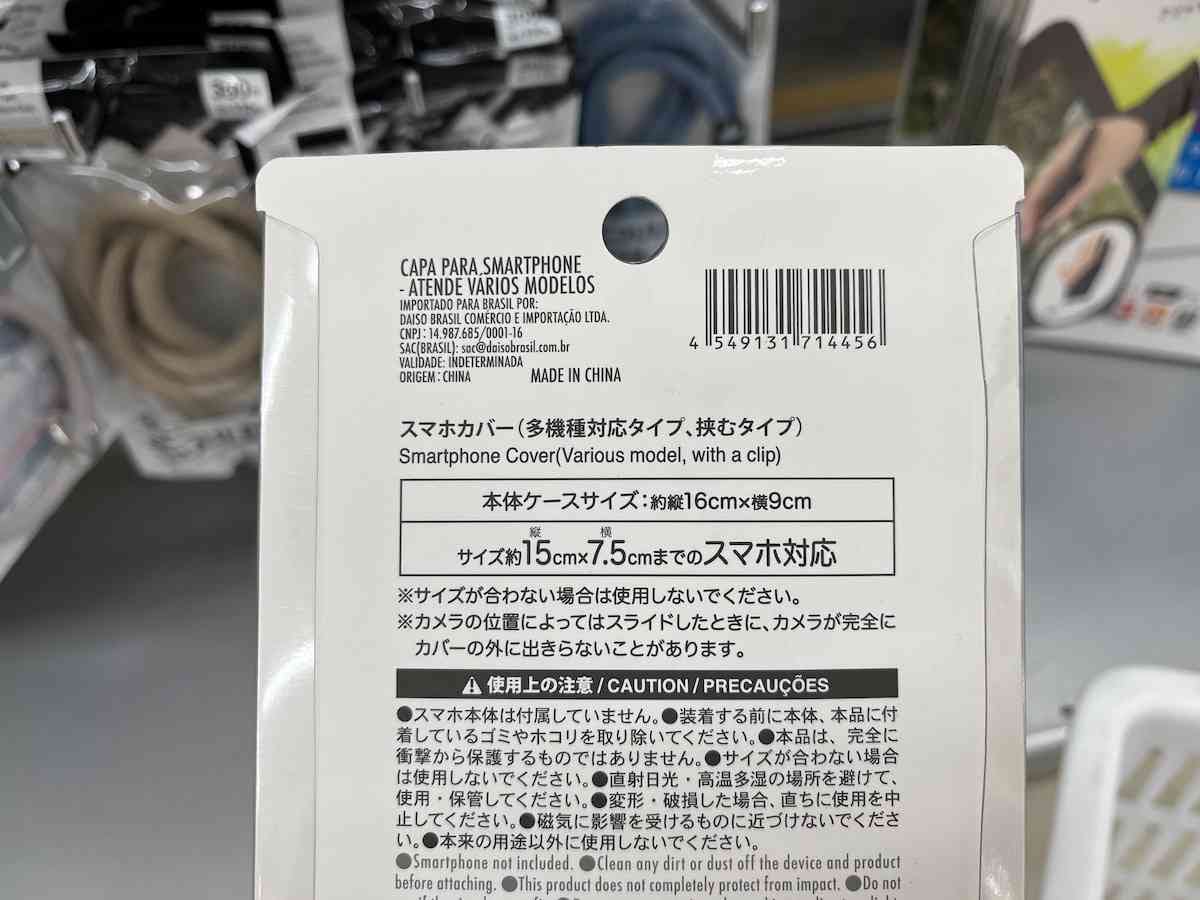 CAPA PARA SMARTPHONE
- ATENDE VÁRIOS MODELOS
IMPORTADO PARA BRASIL POR:
DAISO BRASIL COMÉRCIO E IMPORTAÇÃO LTDA.
CNPJ : 14.987.685/0001-16
SAC(BRASIL): sac@daisobrasil.com.br
VALIDADE: INDETERMINADA
ORIGEM : CHINA MADE IN CHINA
4 549131 714456
スマホカバー(多機種対応タイプ、挟むタイプ)
Smartphone Cover(Various model, with a clip)
本体ケースサイズ:約縦16cm×横9cm
縦 横
サイズ約15cm×7.5cmまでのスマホ対応
※サイズが合わない場合は使用しないでください。
※カメラの位置によってはスライドしたときに、カメラが完全に
カバーの外に出きらないことがあります。
⚠ 使用上の注意 / CAUTION / PRECAUÇÕES
●スマホ本体は付属していません。●装着する前に本体、本品に付
着しているゴミやホコリを取り除いてください。●本品は、完全に
衝撃から保護するものではありません。●サイズが合わない場合
は使用しないでください。●直射日光・高温多湿の場所を避けて、
使用・保管してください。●変形・破損した場合、直ちに使用を中
止してください。●磁気に影響を受けるものに近づけないでくださ
い。●本来の用途以外に使用しないでください。
●Smartphone not included. ●Clean any dirt or dust off the device and product
before attaching. ●This product does not completely protect from impact. ●Do not